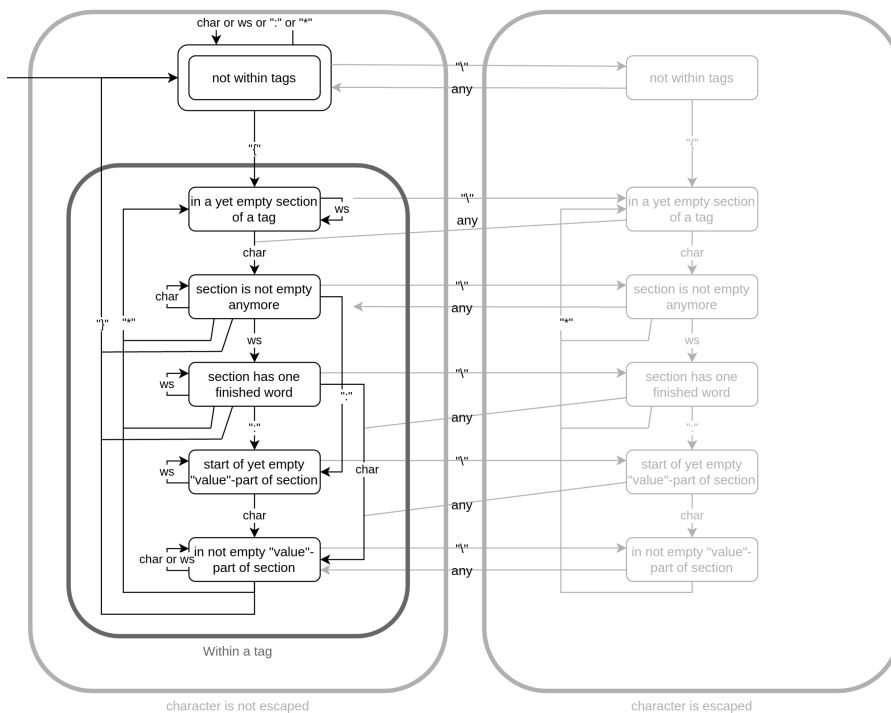 char or ws or ":" or "*"
not within tags
"\"
any
not within tags
"{"
"{"
in a yet empty section
of a tag
ws
"\"
any
in a yet empty section
of a tag
char
char
char
section is not empty
anymore
"\"
any
section is not empty
anymore
"}"
"*"
"*"
ws
ws
ws
section has one
finished word
"\"
section has one
finished word
":"
any
":"
":"
ws
start of yet empty
"value"-part of section
char
"\"
start of yet empty
"value"-part of section
any
char
char
char or ws
in not empty "value"-
part of section
"\"
any
in not empty "value"-
part of section
Within a tag
character is not escaped
character is escaped